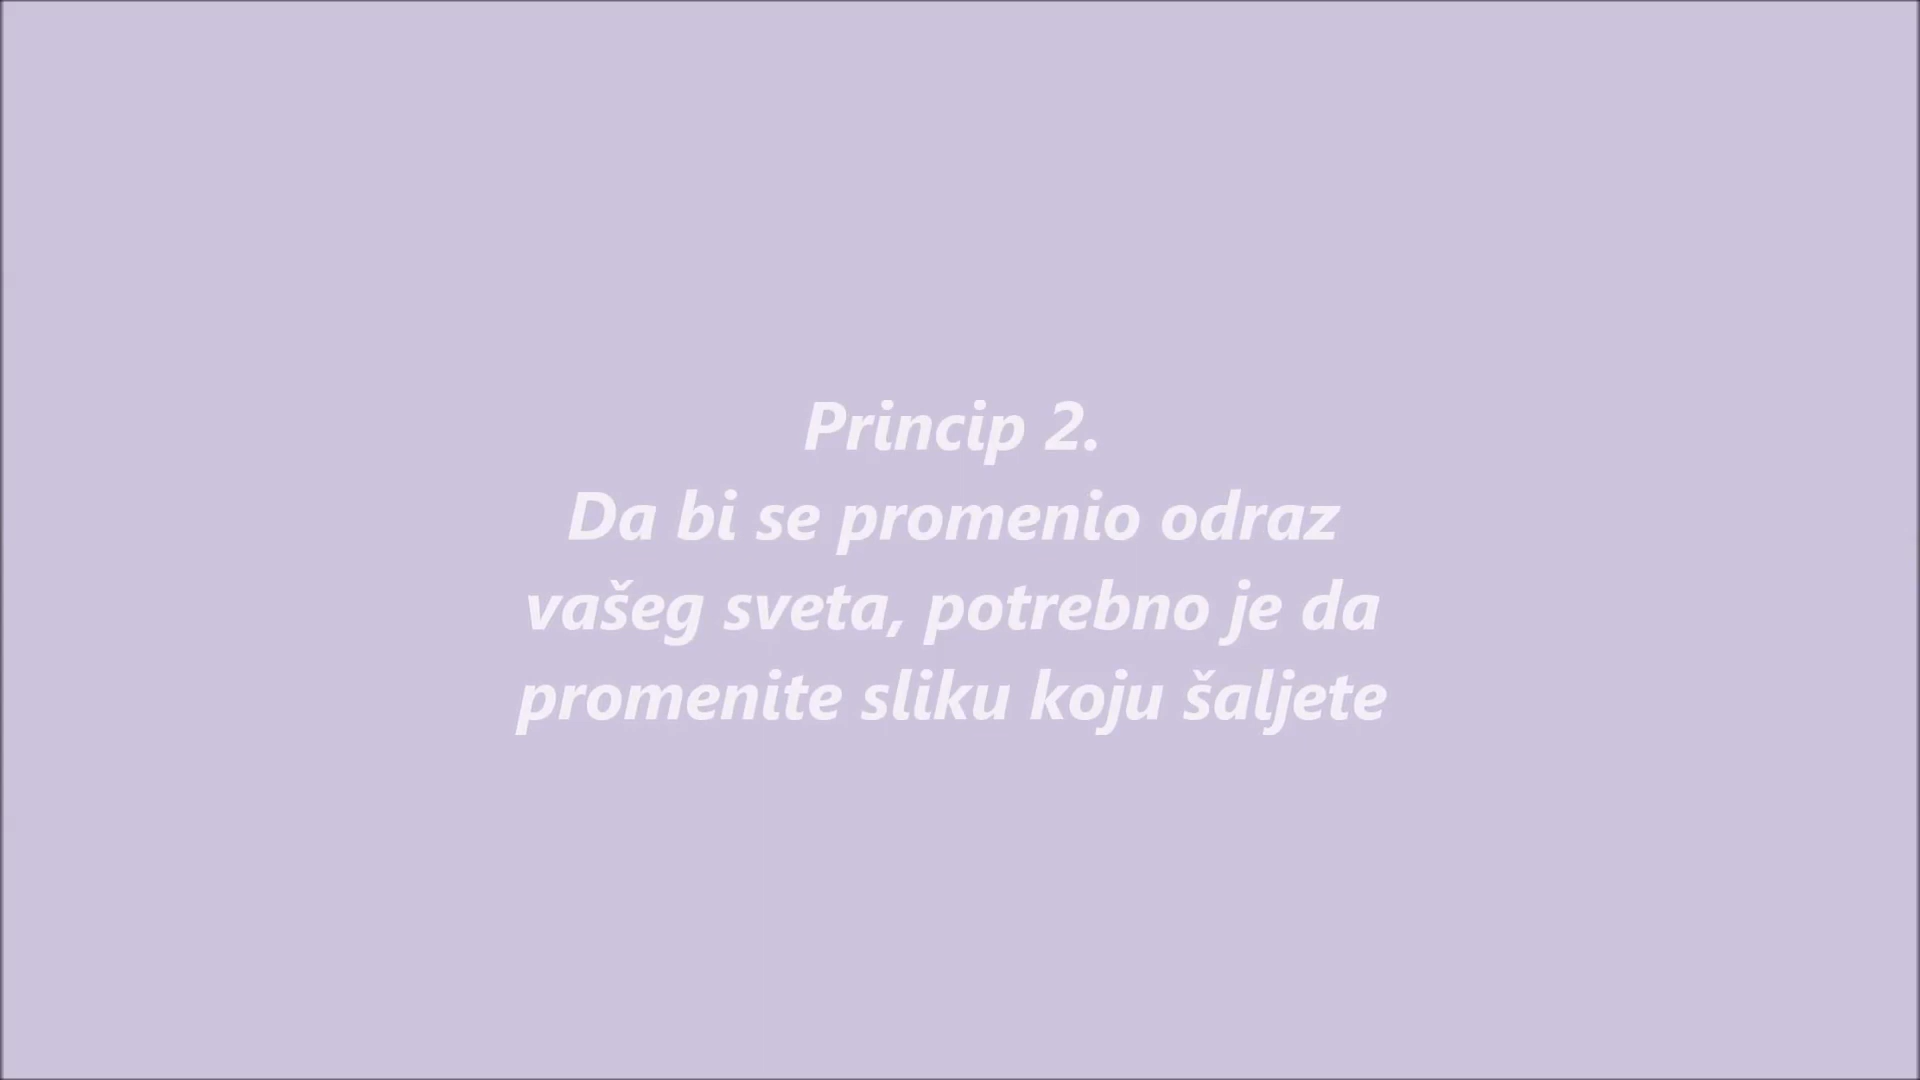 Princip 2.
Da bi se promenio odraz
vašeg sveta, potrebno je da
promenite sliku koju šaljete